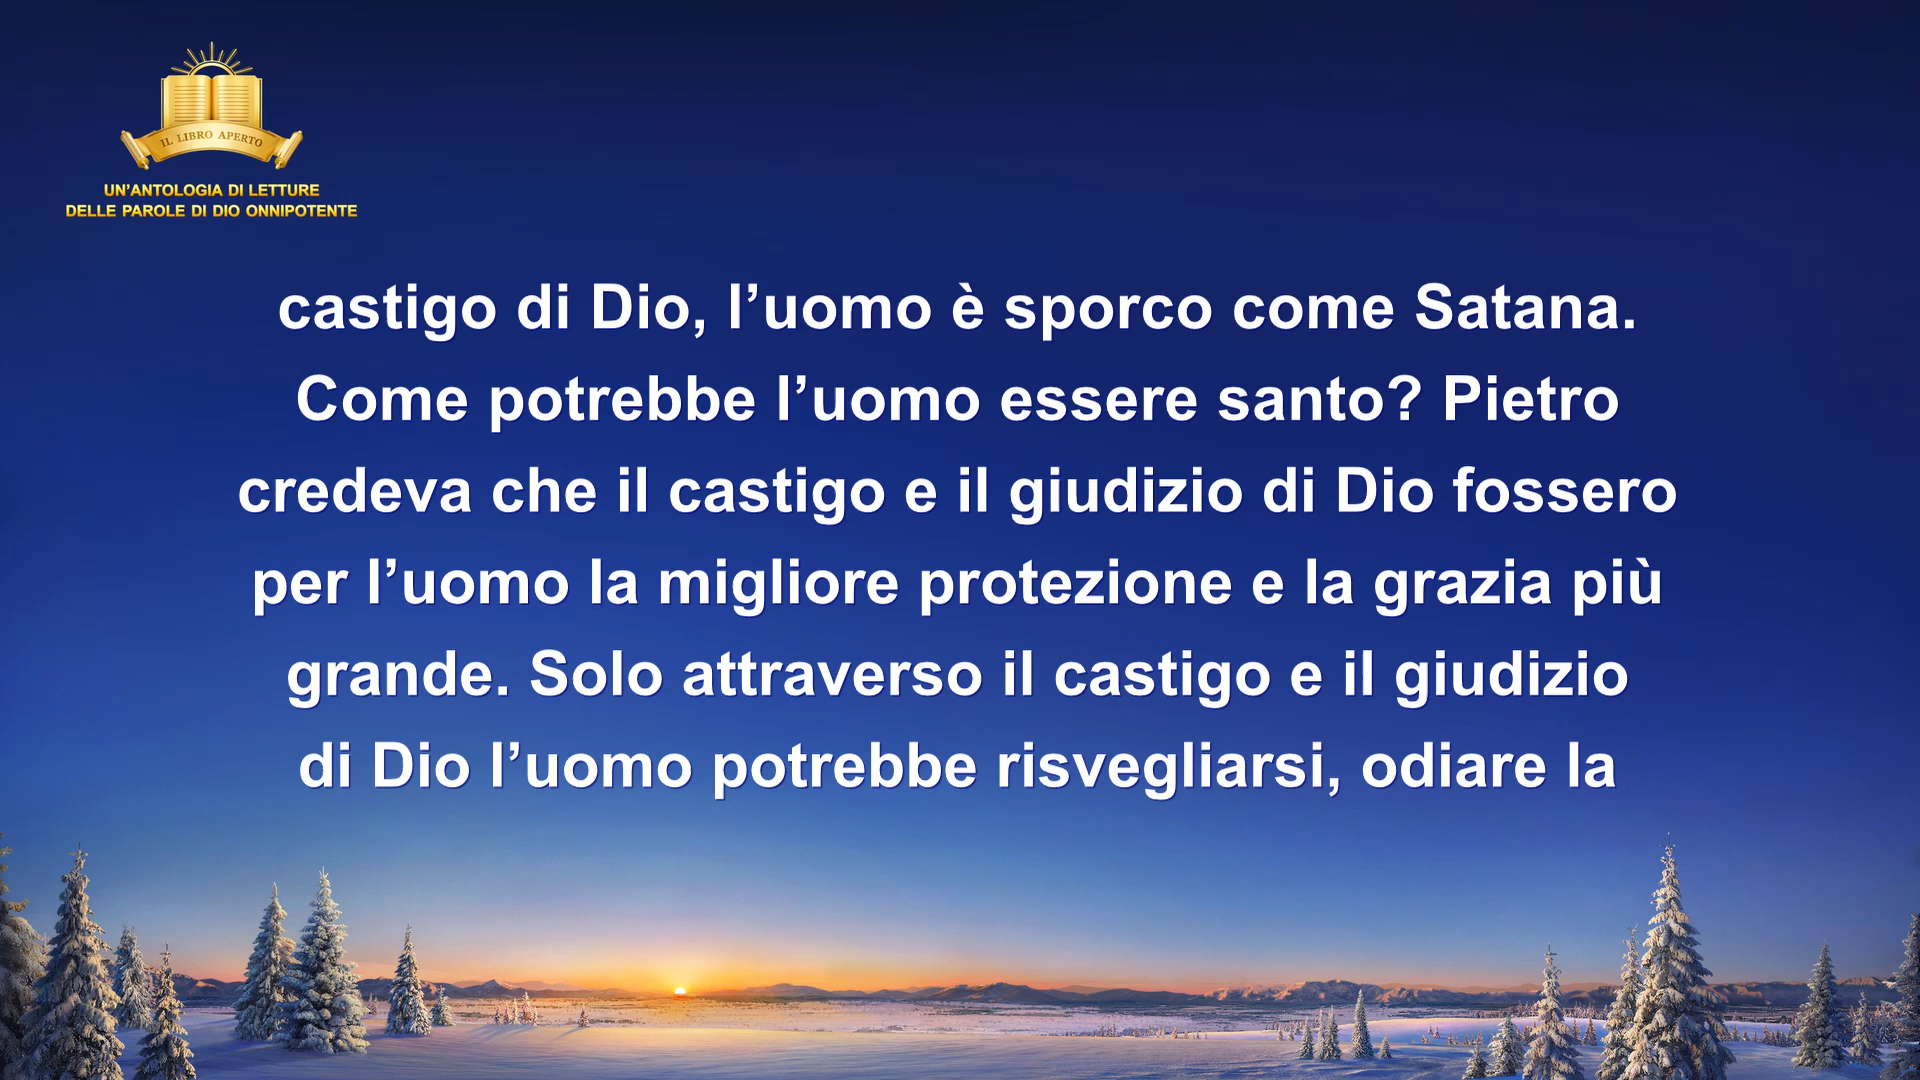 IL LIBRO APERTO
UN’ANTOLOGIA DI LETTURE
DELLE PAROLE DI DIO ONNIPOTENTE
castigo di Dio, l’uomo è sporco come Satana.
Come potrebbe l’uomo essere santo? Pietro
credeva che il castigo e il giudizio di Dio fossero
per l’uomo la migliore protezione e la grazia più
grande. Solo attraverso il castigo e il giudizio
di Dio l’uomo potrebbe risvegliarsi, odiare la